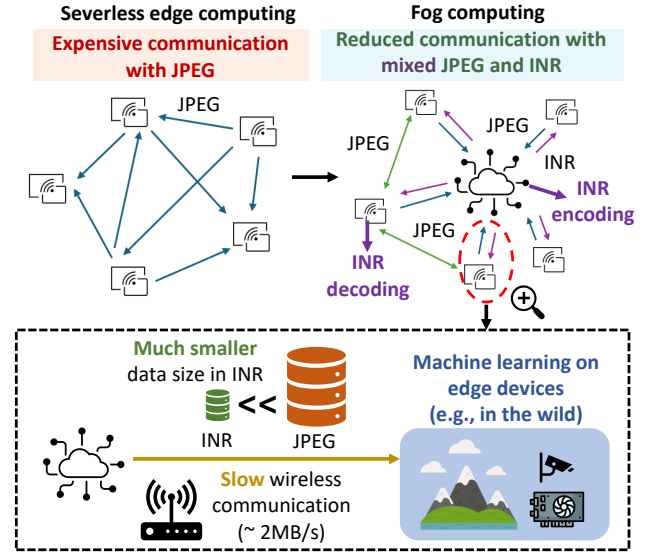 Severless edge computing
Expensive communication
with JPEG
JPEG
Fog computing
Reduced communication with
mixed JPEG and INR
JPEG
JPEG
INR
INR
encoding
JPEG
INR
decoding
Much smaller
data size in INR
<<
INR
JPEG
Slow wireless
communication
(~ 2MB/s)
Machine learning on
edge devices
(e.g., in the wild)